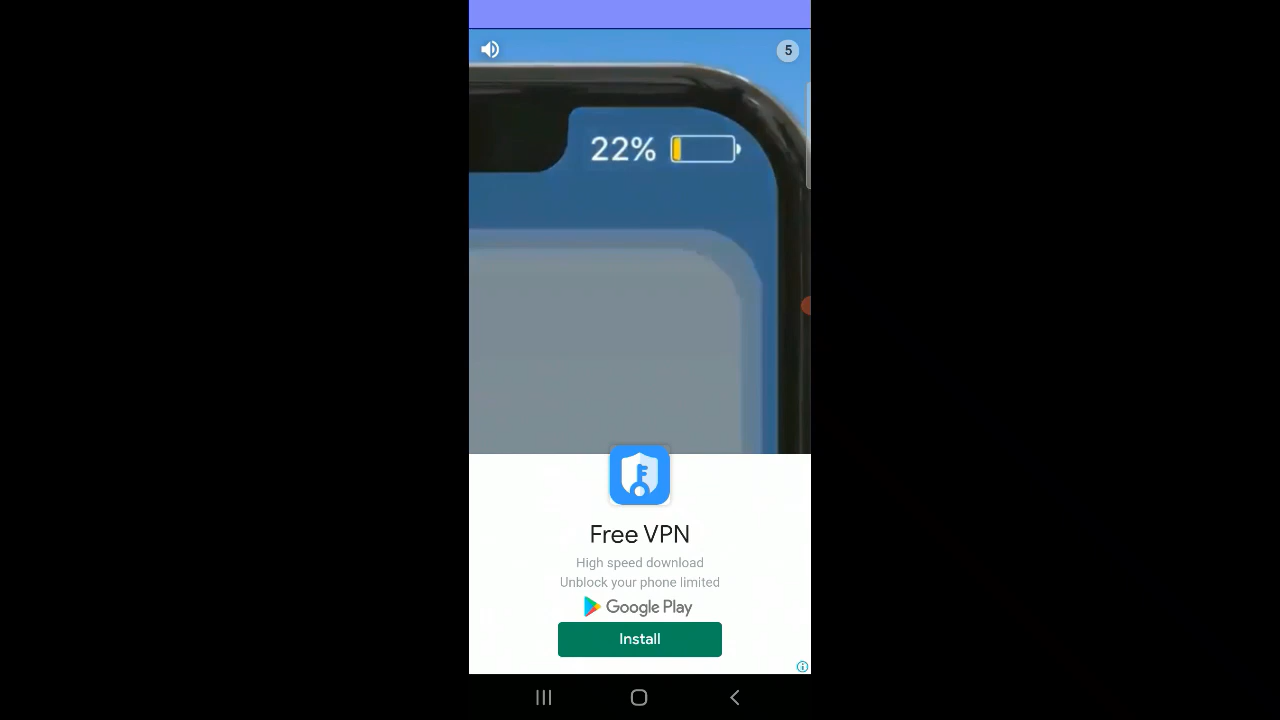 5
22%
Free VPN
High speed download
Unblock your phone limited
Google Play
Install